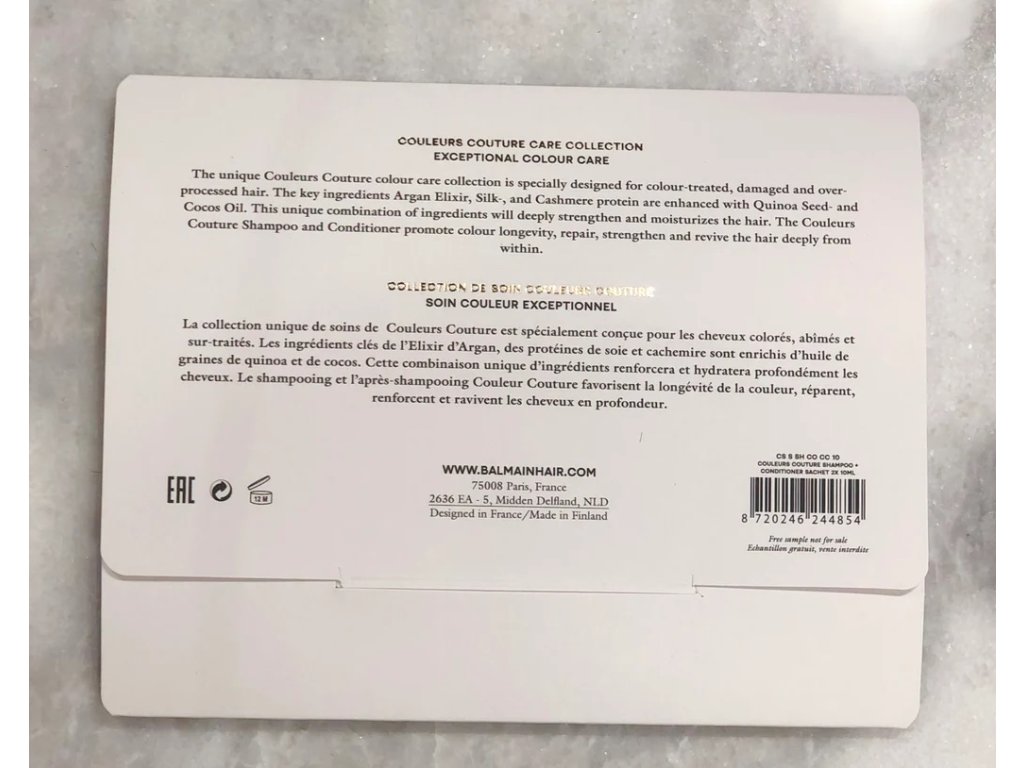 COULEURS COUTURE CARE COLLECTION
EXCEPTIONAL COLOUR CARE
The unique Couleurs Couture colour care collection is specially designed for colour-treated, damaged and over-
processed hair. The key ingredients Argan Elixir, Silk-, and Cashmere protein are enhanced with Quinoa Seed- and
Cocos Oil. This unique combination of ingredients will deeply strengthen and moisturizes the hair. The Couleurs
Couture Shampoo and Conditioner promote colour longevity, repair, strengthen and revive the hair deeply from
within.
COLLECTION DE SOIN COULEURS COUTURE
SOIN COULEUR EXCEPTIONNEL
La collection unique de soins de Couleurs Couture est spécialement conçue pour les cheveux colorés, abîmés et
sur-traités. Les ingrédients clés de l'Elixir d'Argan, des protéines de soie et cachemire sont enrichis d'huile de
graines de quinoa et de cocos. Cette combinaison unique d'ingrédients renforcera et hydratera profondément les
cheveux. Le shampooing et l'après-shampooing Couleur Couture favorisent la longévité de la couleur, réparent,
renforcent et ravivent les cheveux en profondeur.
EAC
12 M
WWW.BALMAINHAIR.COM
75008 Paris, France
2636 EA - 5, Midden Delfland, NLD
Designed in France/Made in Finland
CS S SH CO CC 10
COULEURS COUTURE SHAMPOO +
CONDITIONER SACHET 2X 10ML
8 720246 244854
Free sample not for sale
Echantillon gratuit, vente interdite